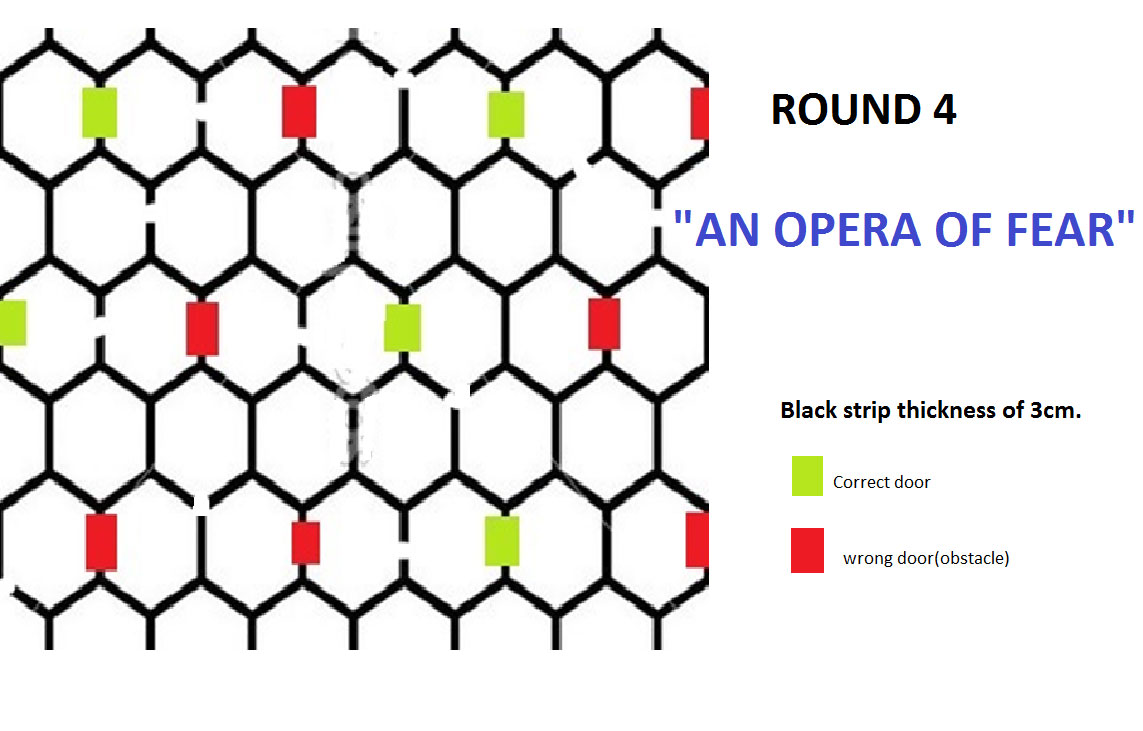 ROUND 4
"AN OPERA OF FEAR"
Black strip thickness of 3cm.
Correct door
wrong door(obstacle)